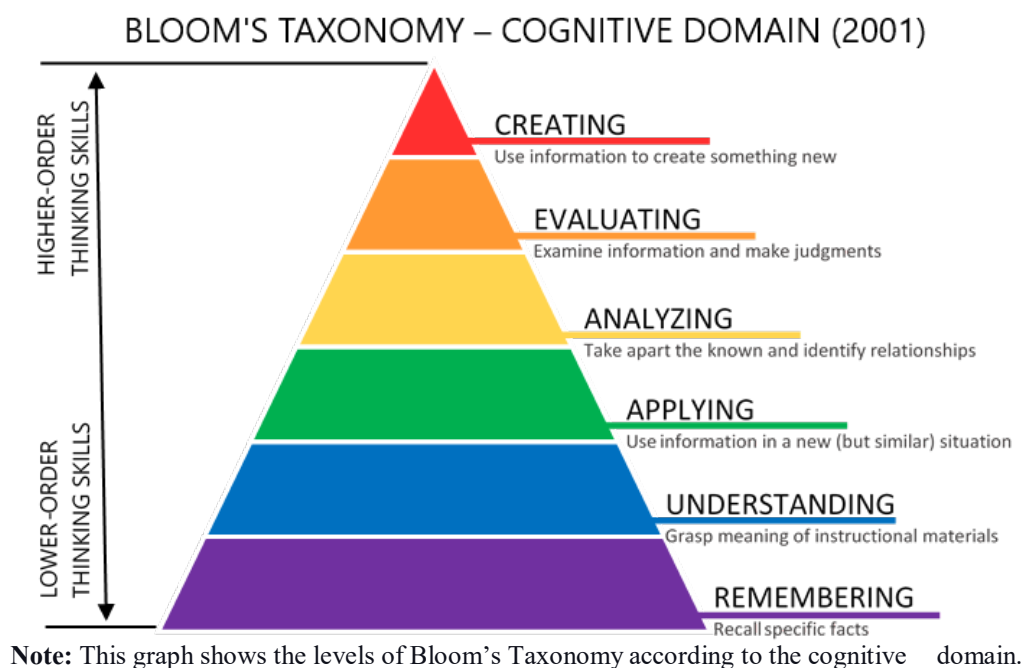 BLOOM'S TAXONOMY – COGNITIVE DOMAIN (2001)
HIGHER-ORDER
THINKING SKILLS
CREATING
Use information to create something new
EVALUATING
Examine information and make judgments
ANALYZING
Take apart the known and identify relationships
APPLYING
Use information in a new (but similar) situation
LOWER-ORDER
THINKING SKILLS
UNDERSTANDING
Grasp meaning of instructional materials
REMEMBERING
Recall specific facts
Note: This graph shows the levels of Bloom’s Taxonomy according to the cognitive domain.